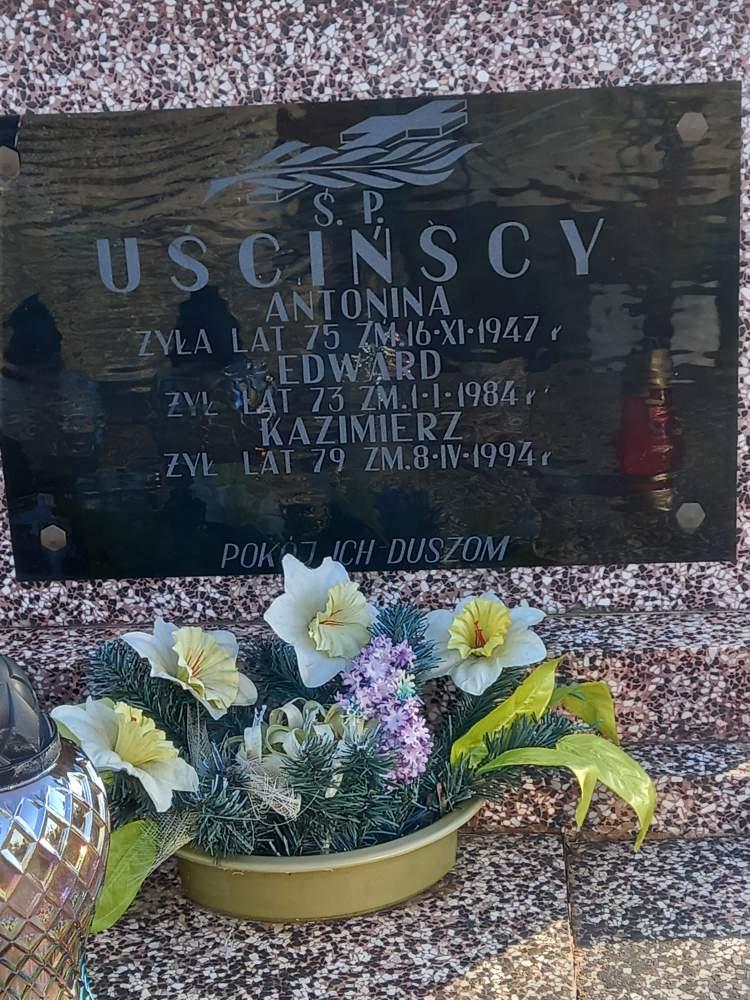 Ś. P.
UŚCIŃSCY
ANTONINA
ŻYŁA LAT 75 ZM. 16·XI·1947 r
EDWARD
ŻYŁ LAT 73 ZM. 1·I·1984 r
KAZIMIERZ
ŻYŁ LAT 79 ZM. 8·IV·1994 r
POKÓJ ICH DUSZOM